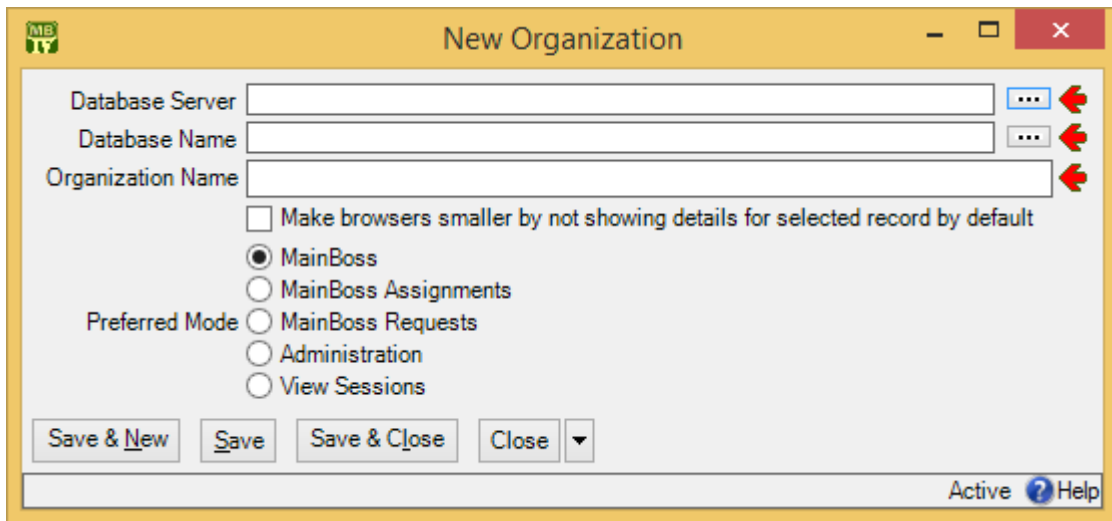 MB
New Organization
Database Server ...
Database Name ...
Organization Name
Make browsers smaller by not showing details for selected record by default
MainBoss
MainBoss Assignments
Preferred Mode MainBoss Requests
Administration
View Sessions
Save & New Save Save & Close Close
Active ? Help